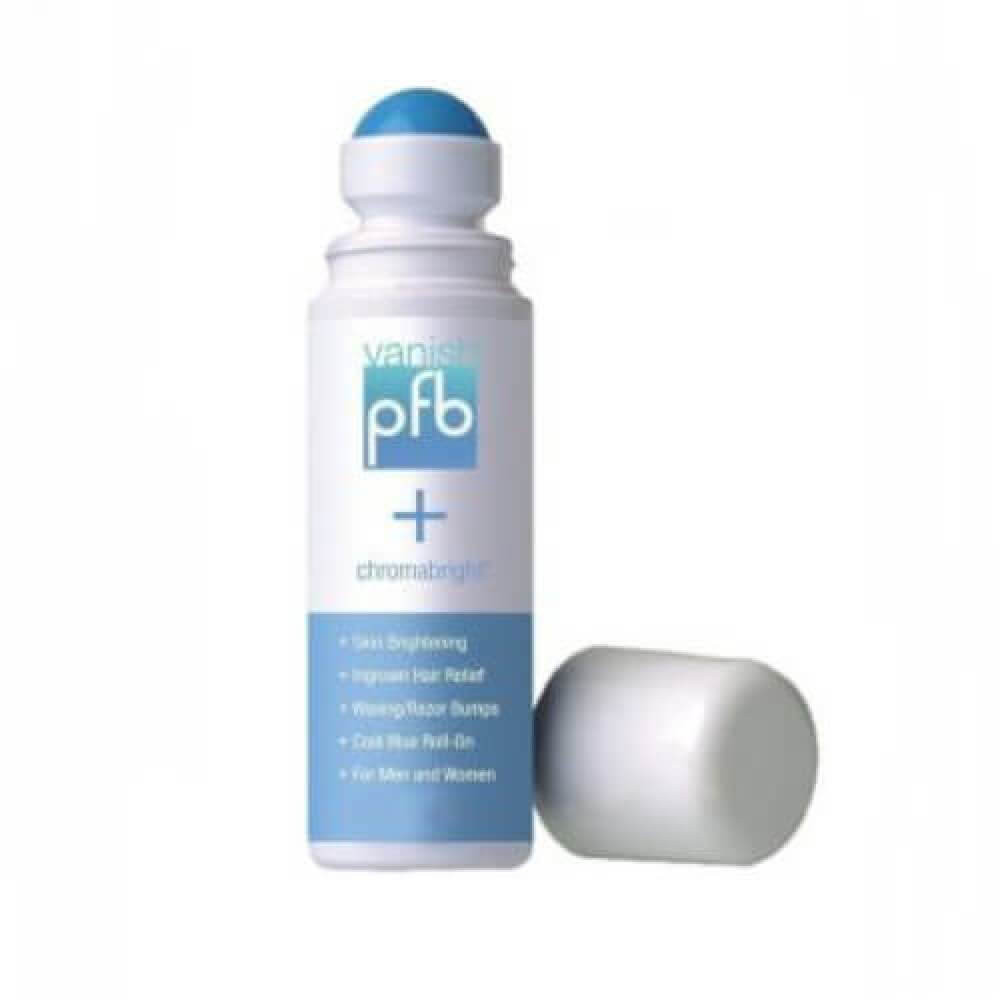 vanish
pfb
+
chromabright
+ Skin Brightening
+ Ingrown Hair Relief
+ Waxing/Razor Bumps
+ Cool Blue Roll-On
+ For Men and Women